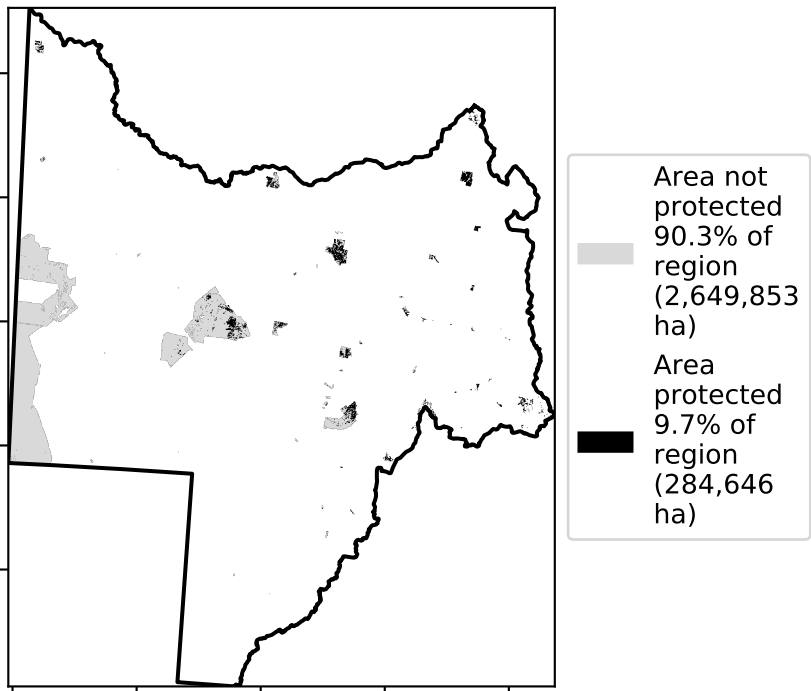 Area not
protected
90.3% of
region
(2,649,853
ha)
Area
protected
9.7% of
region
(284,646
ha)